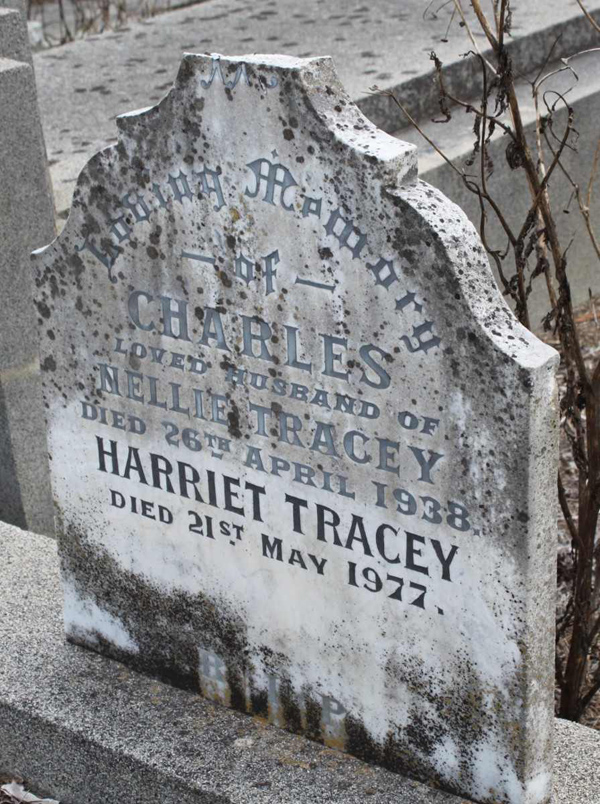 IHS
Loving Memory
— of —
CHARLES
LOVED HUSBAND OF
NELLIE TRACEY
DIED 26TH APRIL 1938.
HARRIET TRACEY
DIED 21ST MAY 1977.
R.I.P